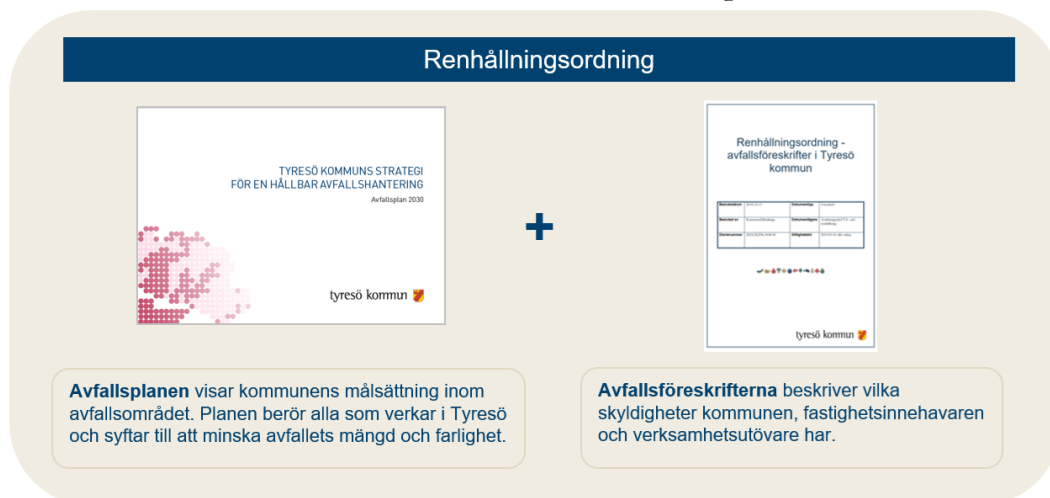 Renhållningsordning
TYRESÖ KOMMUNS STRATEGI
FÖR EN HÅLLBAR AVFALLSHANTERING
Avfallsplan 2030
tyresö kommun
+
Renhållningsordning -
avfallsföreskrifter i Tyresö
kommun
tyresö kommun
Avfallsplanen visar kommunens målsättning inom
avfallsområdet. Planen berör alla som verkar i Tyresö
och syftar till att minska avfallets mängd och farlighet.
Avfallsföreskrifterna beskriver vilka
skyldigheter kommunen, fastighetsinnehavaren
och verksamhetsutövare har.